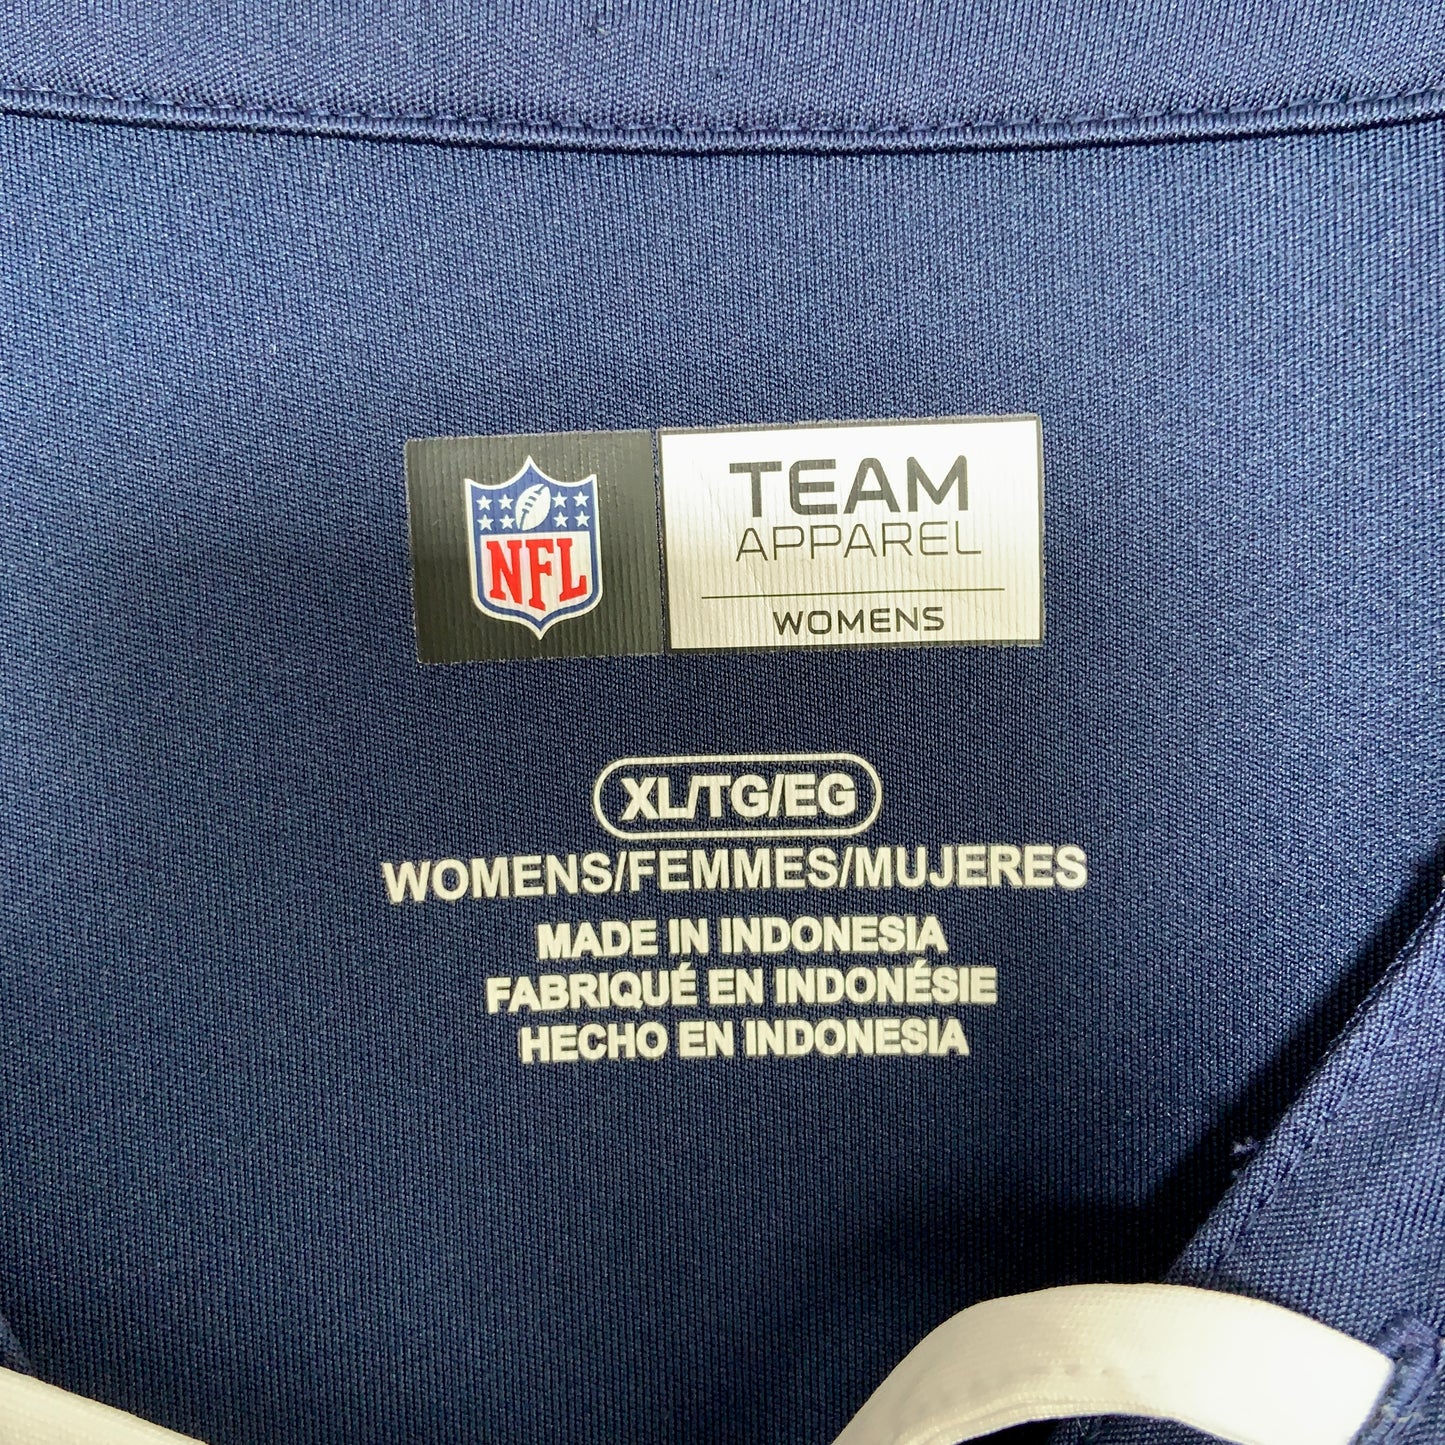 NFL
TEAM
APPAREL
WOMENS
XL/TG/EG
WOMENS/FEMMES/MUJERES
MADE IN INDONESIA
FABRIQUÉ EN INDONÉSIE
HECHO EN INDONESIA